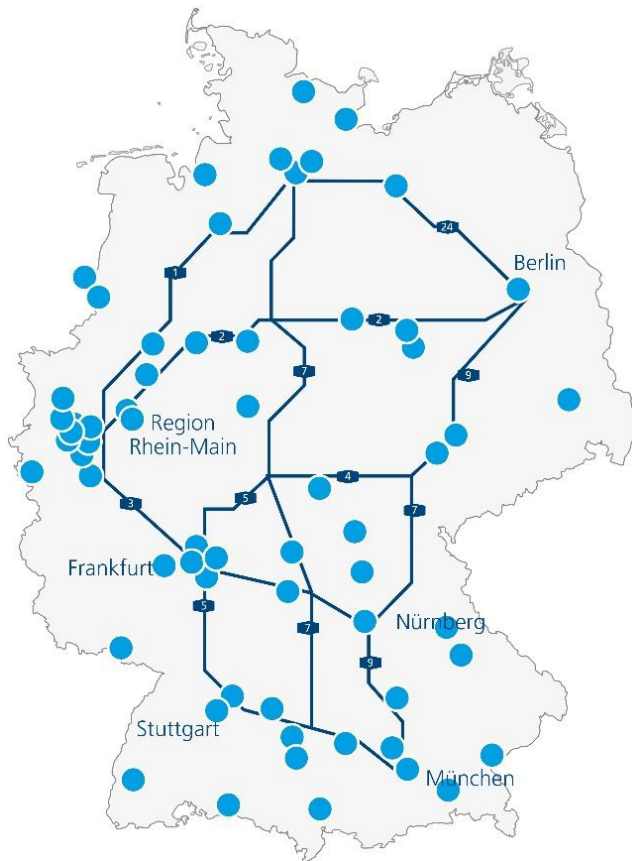 24
Berlin
1
2
2
7
9
Region
Rhein-Main
4
5
3
7
Frankfurt
5
Nürnberg
7
9
Stuttgart
München